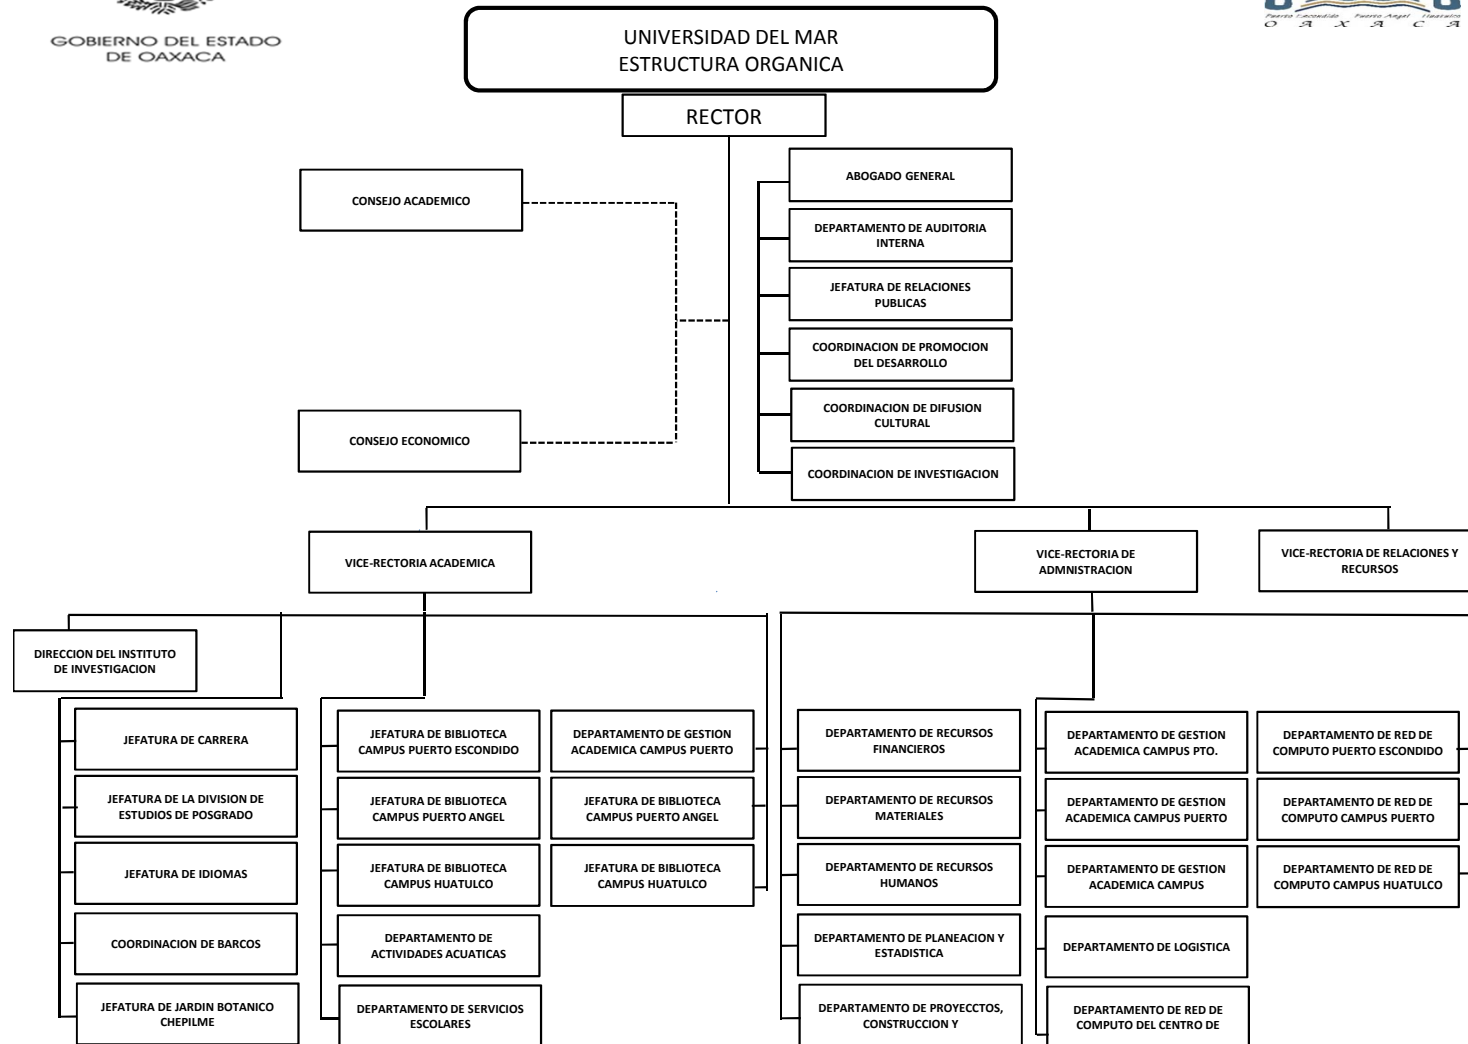 GOBIERNO DEL ESTADO
DE OAXACA
Puerto Escondido Puerto Angel Huatulco
O A X A C A
UNIVERSIDAD DEL MAR
ESTRUCTURA ORGANICA
RECTOR
ABOGADO GENERAL
CONSEJO ACADEMICO
DEPARTAMENTO DE AUDITORIA
INTERNA
JEFATURA DE RELACIONES
PUBLICAS
COORDINACION DE PROMOCION
DEL DESARROLLO
COORDINACION DE DIFUSION
CULTURAL
CONSEJO ECONOMICO
COORDINACION DE INVESTIGACION
VICE-RECTORIA ACADEMICA
VICE-RECTORIA DE
ADMNISTRACION
VICE-RECTORIA DE RELACIONES Y
RECURSOS
DIRECCION DEL INSTITUTO
DE INVESTIGACION
JEFATURA DE CARRERA
JEFATURA DE LA DIVISION DE
ESTUDIOS DE POSGRADO
JEFATURA DE IDIOMAS
COORDINACION DE BARCOS
JEFATURA DE JARDIN BOTANICO
CHEPILME
JEFATURA DE BIBLIOTECA
CAMPUS PUERTO ESCONDIDO
JEFATURA DE BIBLIOTECA
CAMPUS PUERTO ANGEL
JEFATURA DE BIBLIOTECA
CAMPUS HUATULCO
DEPARTAMENTO DE
ACTIVIDADES ACUATICAS
DEPARTAMENTO DE SERVICIOS
ESCOLARES
DEPARTAMENTO DE GESTION
ACADEMICA CAMPUS PUERTO
JEFATURA DE BIBLIOTECA
CAMPUS PUERTO ANGEL
JEFATURA DE BIBLIOTECA
CAMPUS HUATULCO
DEPARTAMENTO DE RECURSOS
FINANCIEROS
DEPARTAMENTO DE RECURSOS
MATERIALES
DEPARTAMENTO DE RECURSOS
HUMANOS
DEPARTAMENTO DE PLANEACION Y
ESTADISTICA
DEPARTAMENTO DE PROYECCTOS,
CONSTRUCCION Y
DEPARTAMENTO DE GESTION
ACADEMICA CAMPUS PTO.
DEPARTAMENTO DE GESTION
ACADEMICA CAMPUS PUERTO
DEPARTAMENTO DE GESTION
ACADEMICA CAMPUS
DEPARTAMENTO DE LOGISTICA
DEPARTAMENTO DE RED DE
COMPUTO DEL CENTRO DE
DEPARTAMENTO DE RED DE
COMPUTO PUERTO ESCONDIDO
DEPARTAMENTO DE RED DE
COMPUTO CAMPUS PUERTO
DEPARTAMENTO DE RED DE
COMPUTO CAMPUS HUATULCO